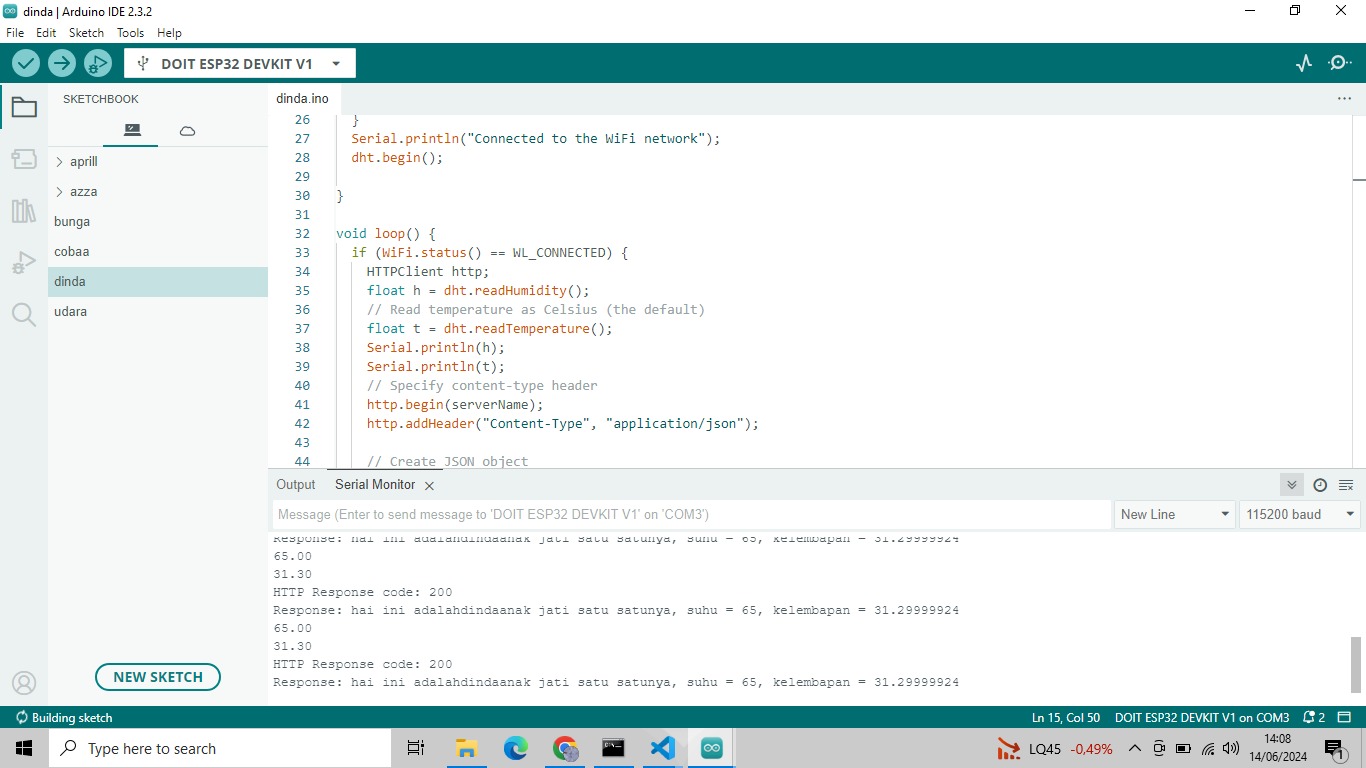 dinda | Arduino IDE 2.3.2
File Edit Sketch Tools Help
DOIT ESP32 DEVKIT V1
SKETCHBOOK
aprill
azza
bunga
cobaa
dinda
udara
NEW SKETCH
dinda.ino
26 }
27 Serial.println("Connected to the WiFi network");
28 dht.begin();
29
30 }
31
32 void loop() {
33 if (WiFi.status() == WL_CONNECTED) {
34 HTTPClient http;
35 float h = dht.readHumidity();
36 // Read temperature as Celsius (the default)
37 float t = dht.readTemperature();
38 Serial.println(h);
39 Serial.println(t);
40 // Specify content-type header
41 http.begin(serverName);
42 http.addHeader("Content-Type", "application/json");
43
44 // Create JSON object
Output Serial Monitor
Message (Enter to send message to 'DOIT ESP32 DEVKIT V1' on 'COM3')
New Line 115200 baud
Response: hai ini adalahdindaanak jati satu satunya, suhu = 65, kelembapan = 31.29999924
65.00
31.30
HTTP Response code: 200
Response: hai ini adalahdindaanak jati satu satunya, suhu = 65, kelembapan = 31.29999924
65.00
31.30
HTTP Response code: 200
Response: hai ini adalahdindaanak jati satu satunya, suhu = 65, kelembapan = 31.29999924
Building sketch
Ln 15, Col 50 DOIT ESP32 DEVKIT V1 on COM3 2
Type here to search
LQ45 -0,49%
14:08
14/06/2024
1